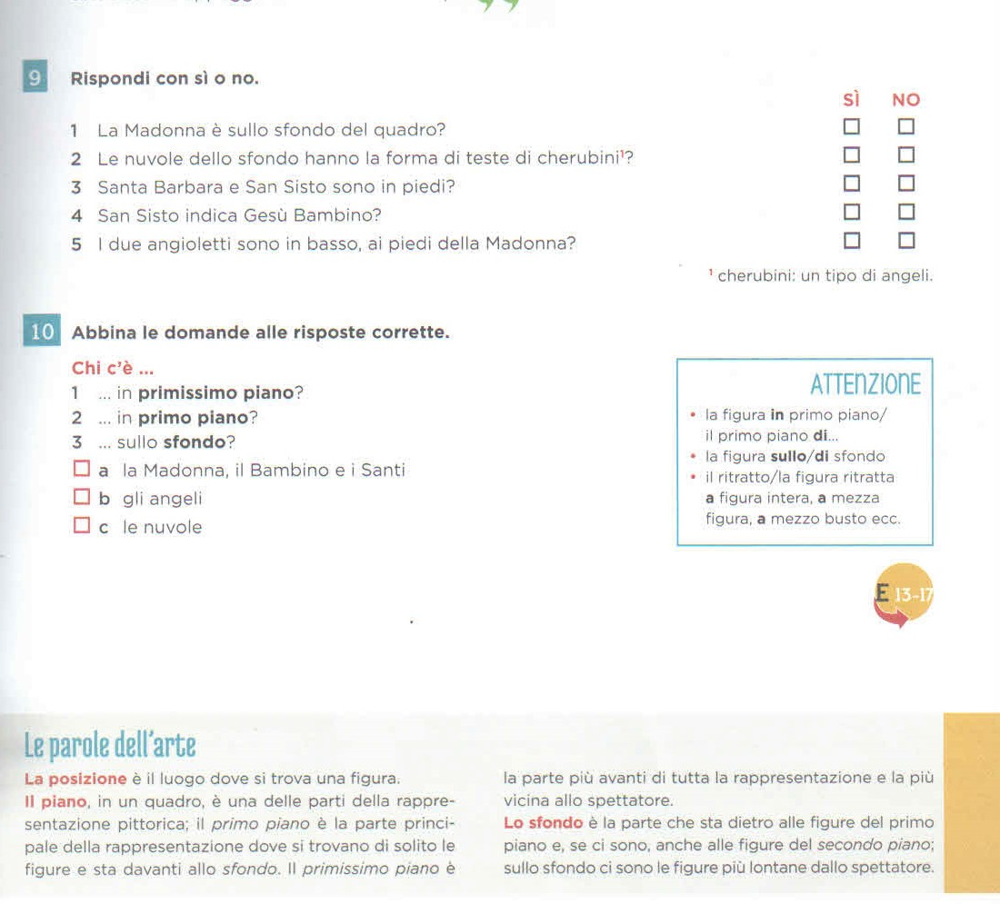 9 Rispondi con sì o no.
SÌ NO
1 La Madonna è sullo sfondo del quadro?
2 Le nuvole dello sfondo hanno la forma di teste di cherubini¹?
3 Santa Barbara e San Sisto sono in piedi?
4 San Sisto indica Gesù Bambino?
5 I due angioletti sono in basso, ai piedi della Madonna?
¹ cherubini: un tipo di angeli.
10 Abbina le domande alle risposte corrette.
Chi c'è ...
1 ... in primissimo piano?
2 ... in primo piano?
3 ... sullo sfondo?
a la Madonna, il Bambino e i Santi
b gli angeli
c le nuvole
ATTENZIONE
• la figura in primo piano/
il primo piano di...
• la figura sullo/di sfondo
• il ritratto/la figura ritratta
a figura intera, a mezza
figura, a mezzo busto ecc.
E 13-17
Le parole dell'arte
La posizione è il luogo dove si trova una figura.
Il piano, in un quadro, è una delle parti della rappre-
sentazione pittorica; il primo piano è la parte princi-
pale della rappresentazione dove si trovano di solito le
figure e sta davanti allo sfondo. Il primissimo piano è
la parte più avanti di tutta la rappresentazione e la più
vicina allo spettatore.
Lo sfondo è la parte che sta dietro alle figure del primo
piano e, se ci sono, anche alle figure del secondo piano;
sullo sfondo ci sono le figure più lontane dallo spettatore.